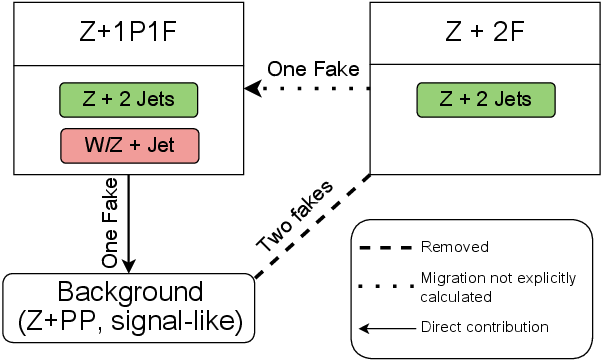 Z+1P1F
Z + 2 Jets
W/Z + Jet
One Fake
Z + 2F
Z + 2 Jets
One Fake
Two fakes
Background
(Z+PP, signal-like)
Removed
Migration not explicitly
calculated
Direct contribution